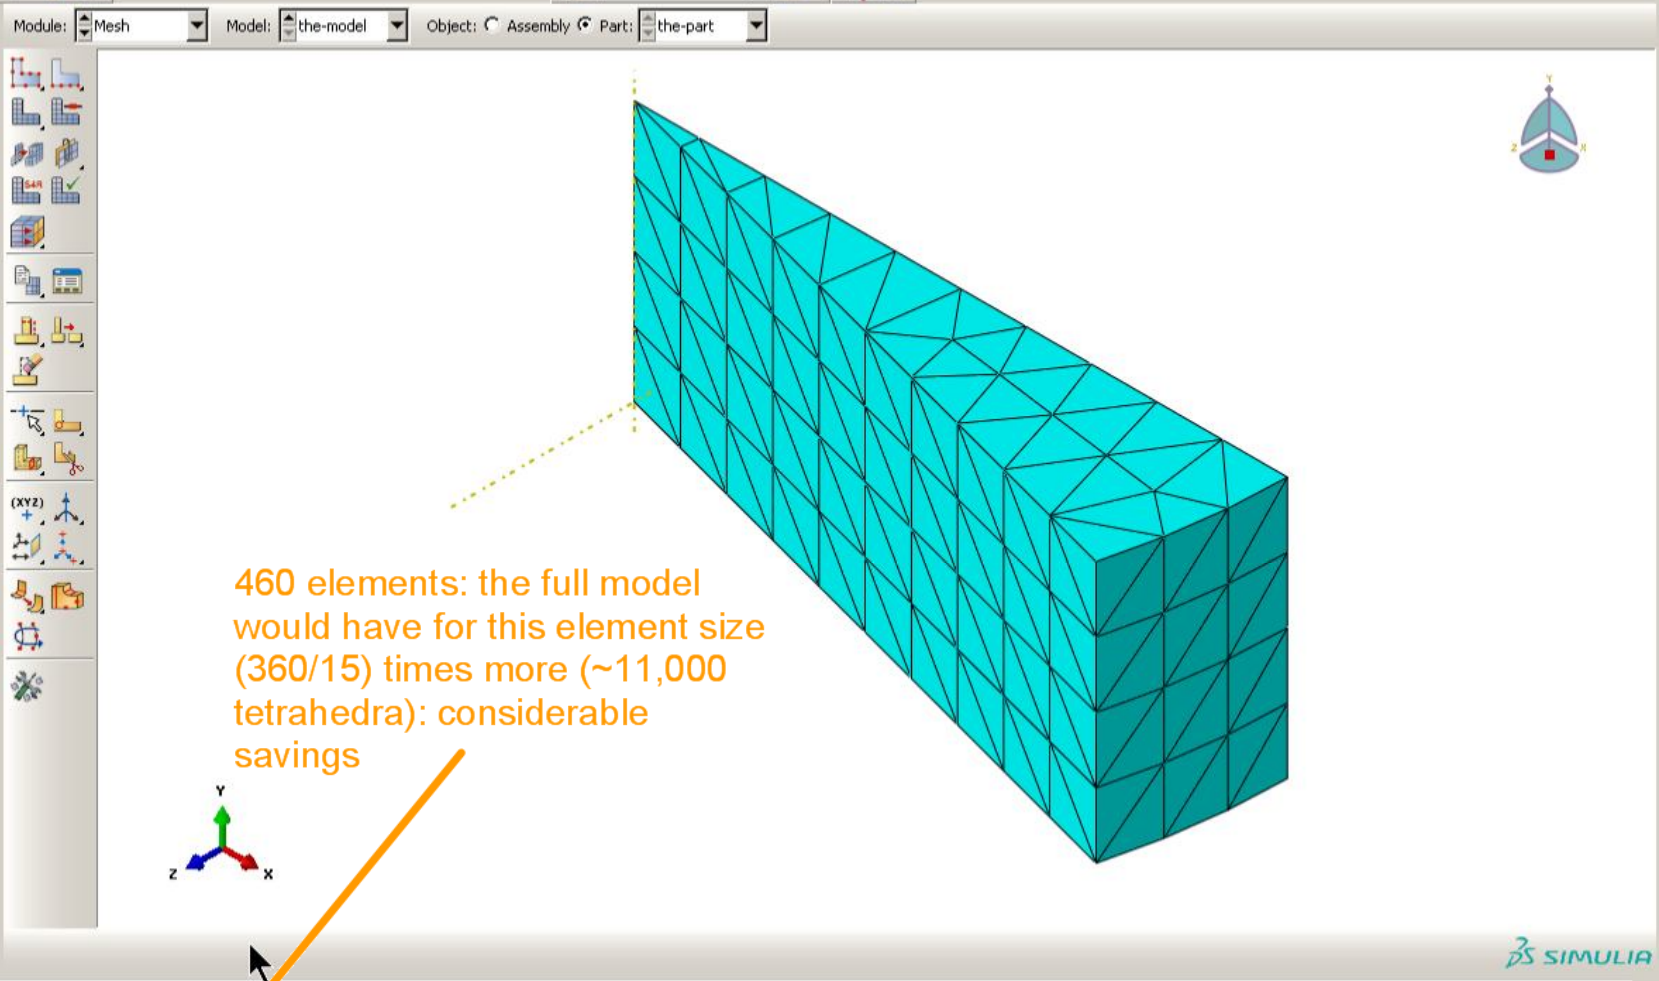 Module: Mesh Model: the-model Object: Assembly Part: the-part
Y
Z X
S4R
(XYZ)
460 elements: the full model
would have for this element size
(360/15) times more (~11,000
tetrahedra): considerable
savings
Y
Z X
SIMULIA